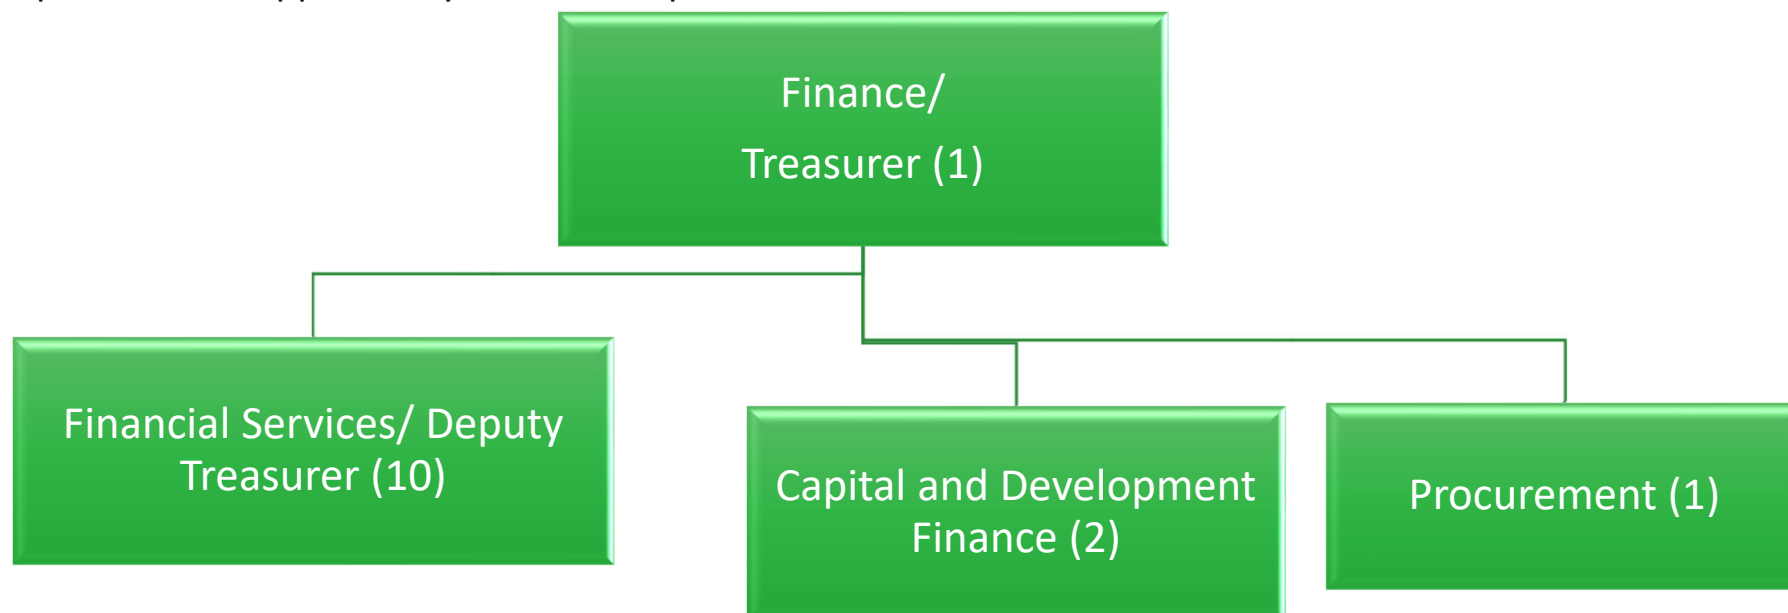 Finance/
Treasurer (1)
Financial Services/ Deputy
Treasurer (10)
Capital and Development
Finance (2)
Procurement (1)